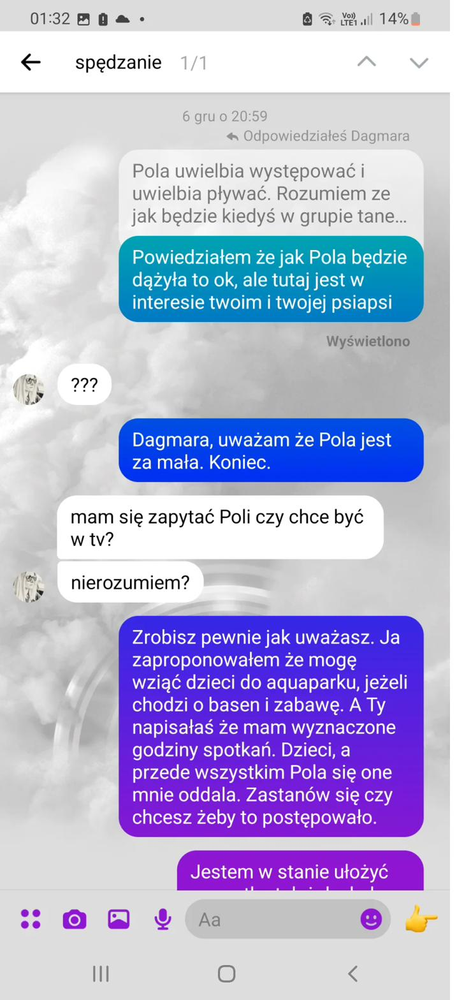 01:32
Vo))
LTE1
14%
spędzanie 1/1
6 gru o 20:59
Odpowiedziałeś Dagmara
Pola uwielbia występować i
uwielbia pływać. Rozumiem ze
jak będzie kiedyś w grupie tane...
Powiedziałem że jak Pola będzie
dążyła to ok, ale tutaj jest w
interesie twoim i twojej psiapsi
Wyświetlono
???
Dagmara, uważam że Pola jest
za mała. Koniec.
mam się zapytać Poli czy chce być
w tv?
nierozumiem?
Zrobisz pewnie jak uważasz. Ja
zaproponowałem że mogę
wziąć dzieci do aquaparku, jeżeli
chodzi o basen i zabawę. A Ty
napisałaś że mam wyznaczone
godziny spotkań. Dzieci, a
przede wszystkim Pola się one
mnie oddala. Zastanów się czy
chcesz żeby to postępowało.
Jestem w stanie ułożyć
Aa